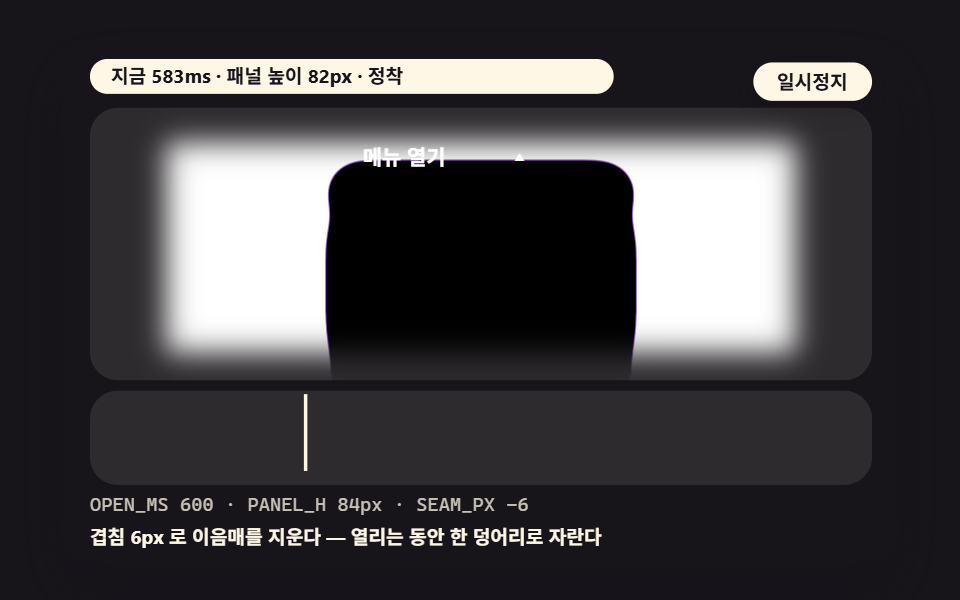 지금 583ms · 패널 높이 82px · 정착
일시정지
메뉴 열기 ▲
OPEN_MS 600 · PANEL_H 84px · SEAM_PX −6
겹침 6px 로 이음매를 지운다 — 열리는 동안 한 덩어리로 자란다